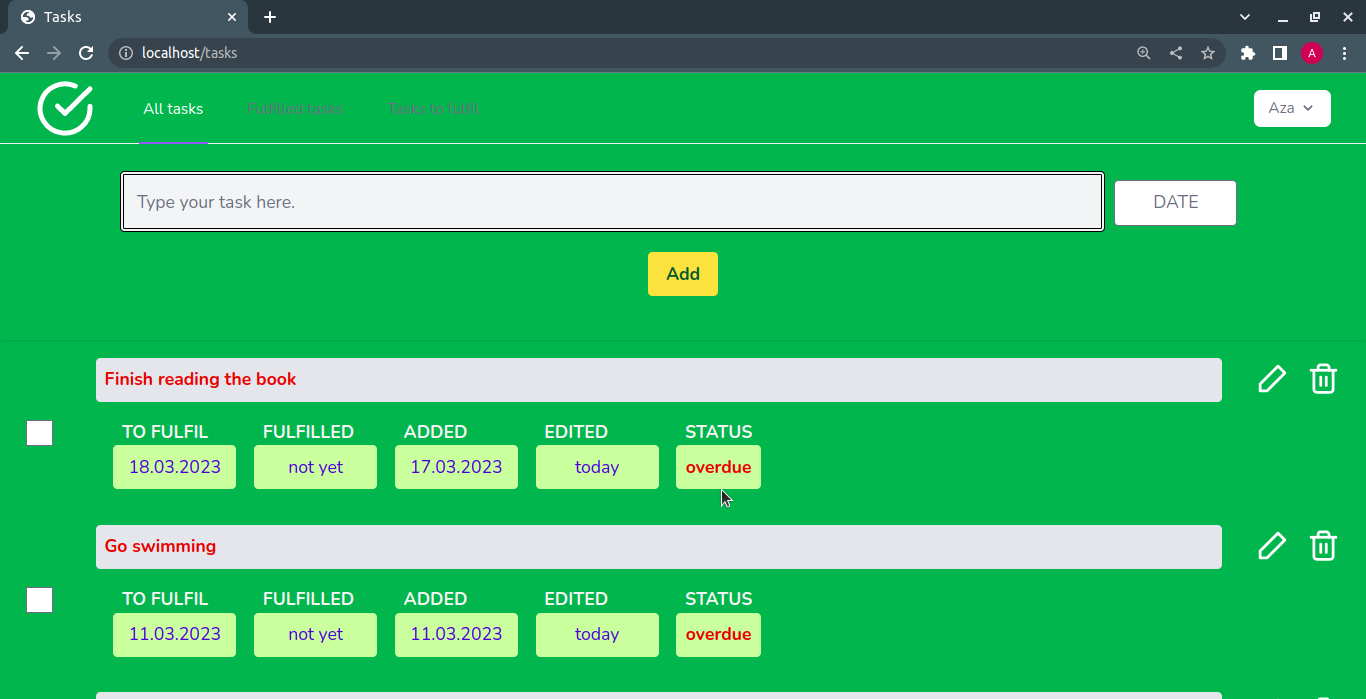 Tasks
localhost/tasks
A
All tasks Fulfilled tasks Tasks to fulfil Aza
Type your task here. DATE
Add
Finish reading the book
TO FULFIL FULFILLED ADDED EDITED STATUS
18.03.2023 not yet 17.03.2023 today overdue
Go swimming
TO FULFIL FULFILLED ADDED EDITED STATUS
11.03.2023 not yet 11.03.2023 today overdue